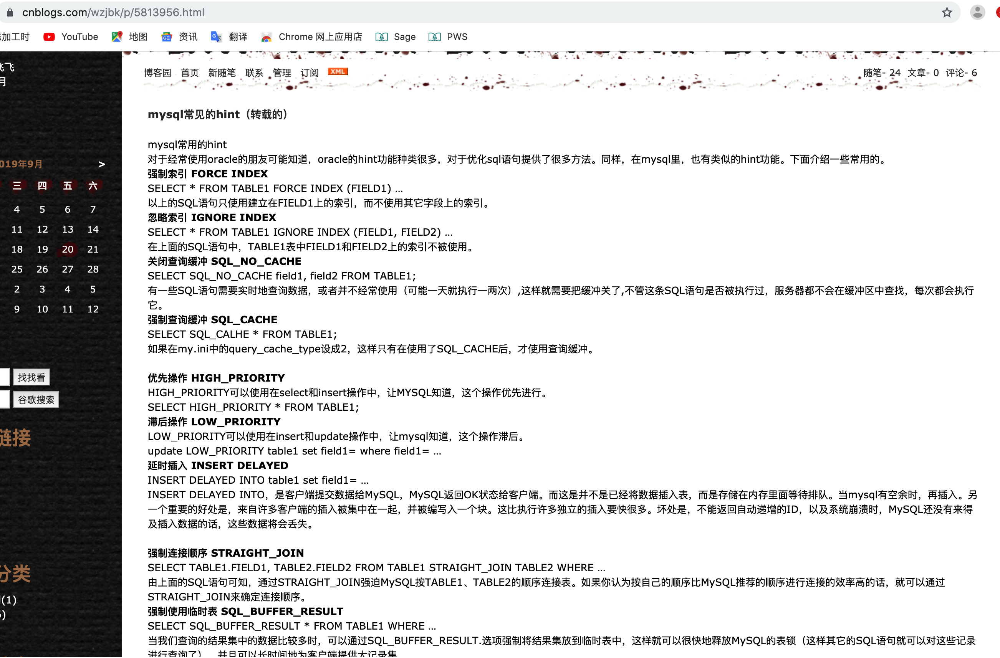 cnblogs.com/wzjbk/p/5813956.html
加工时 YouTube 地图 资讯 翻译 Chrome 网上应用店 Sage PWS
飞
月
博客园 首页 新随笔 联系 管理 订阅 XML 随笔- 24 文章- 0 评论- 6
019年9月 >
三 四 五 六
4 5 6 7
11 12 13 14
18 19 20 21
25 26 27 28
2 3 4 5
9 10 11 12
找找看
谷歌搜索
链接
分类
(1)
)
mysql常见的hint（转载的）
mysql常用的hint
对于经常使用oracle的朋友可能知道，oracle的hint功能种类很多，对于优化sql语句提供了很多方法。同样，在mysql里，也有类似的hint功能。下面介绍一些常用的。
强制索引 FORCE INDEX
SELECT * FROM TABLE1 FORCE INDEX (FIELD1) …
以上的SQL语句只使用建立在FIELD1上的索引，而不使用其它字段上的索引。
忽略索引 IGNORE INDEX
SELECT * FROM TABLE1 IGNORE INDEX (FIELD1, FIELD2) …
在上面的SQL语句中，TABLE1表中FIELD1和FIELD2上的索引不被使用。
关闭查询缓冲 SQL_NO_CACHE
SELECT SQL_NO_CACHE field1, field2 FROM TABLE1;
有一些SQL语句需要实时地查询数据，或者并不经常使用（可能一天就执行一两次）,这样就需要把缓冲关了,不管这条SQL语句是否被执行过，服务器都不会在缓冲区中查找，每次都会执行
它。
强制查询缓冲 SQL_CACHE
SELECT SQL_CALHE * FROM TABLE1;
如果在my.ini中的query_cache_type设成2，这样只有在使用了SQL_CACHE后，才使用查询缓冲。
优先操作 HIGH_PRIORITY
HIGH_PRIORITY可以使用在select和insert操作中，让MYSQL知道，这个操作优先进行。
SELECT HIGH_PRIORITY * FROM TABLE1;
滞后操作 LOW_PRIORITY
LOW_PRIORITY可以使用在insert和update操作中，让mysql知道，这个操作滞后。
update LOW_PRIORITY table1 set field1= where field1= …
延时插入 INSERT DELAYED
INSERT DELAYED INTO table1 set field1= …
INSERT DELAYED INTO，是客户端提交数据给MySQL，MySQL返回OK状态给客户端。而这是并不是已经将数据插入表，而是存储在内存里面等待排队。当mysql有空余时，再插入。另
一个重要的好处是，来自许多客户端的插入被集中在一起，并被编写入一个块。这比执行许多独立的插入要快很多。坏处是，不能返回自动递增的ID，以及系统崩溃时，MySQL还没有来得
及插入数据的话，这些数据将会丢失。
强制连接顺序 STRAIGHT_JOIN
SELECT TABLE1.FIELD1, TABLE2.FIELD2 FROM TABLE1 STRAIGHT_JOIN TABLE2 WHERE …
由上面的SQL语句可知，通过STRAIGHT_JOIN强迫MySQL按TABLE1、TABLE2的顺序连接表。如果你认为按自己的顺序比MySQL推荐的顺序进行连接的效率高的话，就可以通过
STRAIGHT_JOIN来确定连接顺序。
强制使用临时表 SQL_BUFFER_RESULT
SELECT SQL_BUFFER_RESULT * FROM TABLE1 WHERE …
当我们查询的结果集中的数据比较多时，可以通过SQL_BUFFER_RESULT.选项强制将结果集放到临时表中，这样就可以很快地释放MySQL的表锁（这样其它的SQL语句就可以对这些记录
进行查询了），并且可以长时间地为客户端提供大记录集